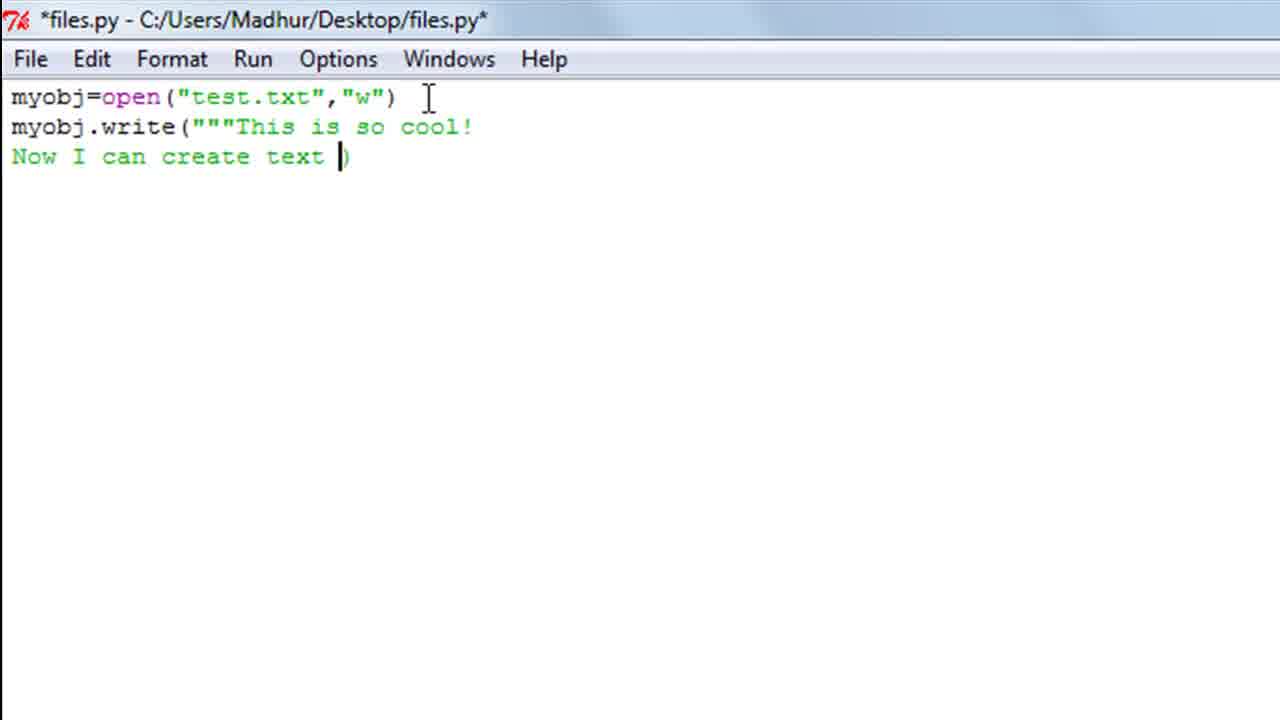 *files.py - C:/Users/Madhur/Desktop/files.py*
File Edit Format Run Options Windows Help
myobj=open("test.txt","w")
myobj.write("""This is so cool!
Now I can create text )